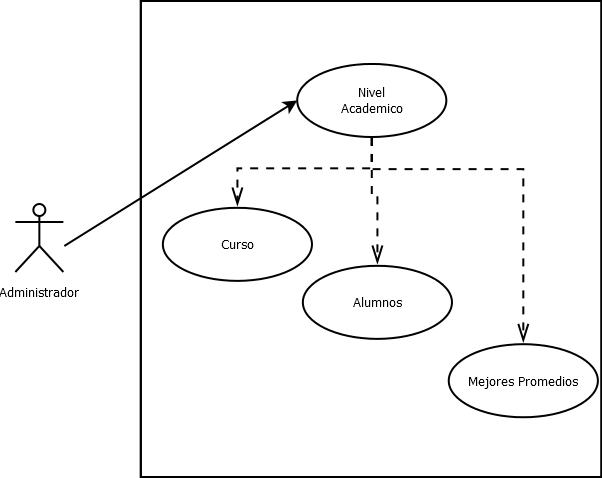 Nivel
Academico
Curso
Administrador
Alumnos
Mejores Promedios